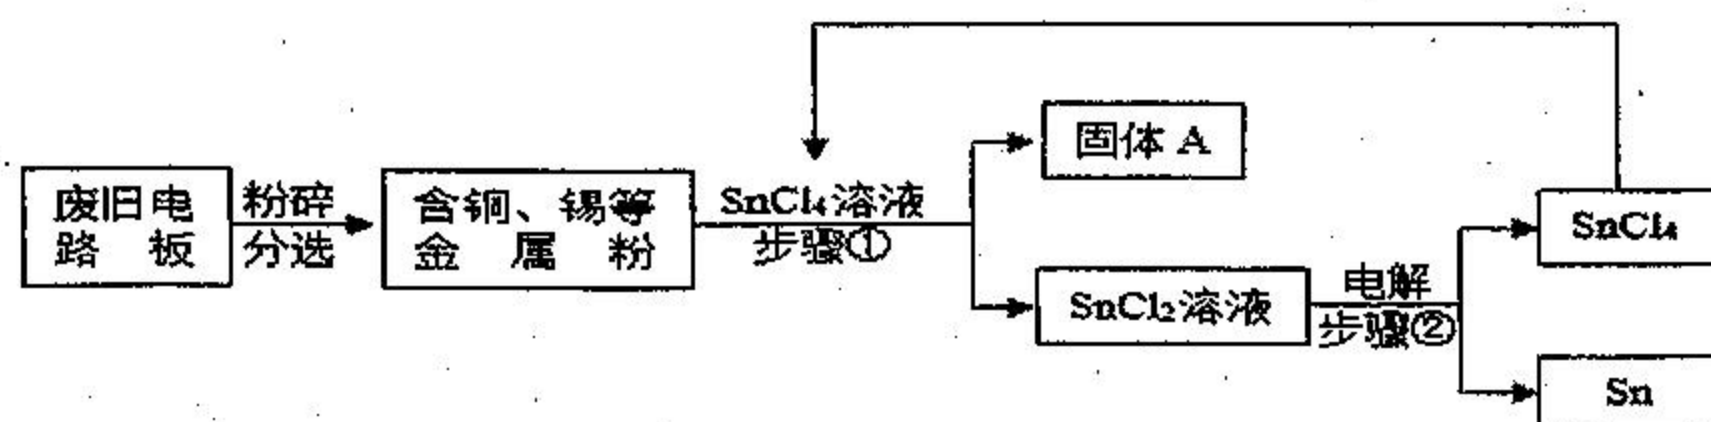 废旧电
路 板
粉碎
分选
含铜、锡等
金 属 粉
SnCl₄溶液
步骤①
固体 A
SnCl₂溶液
电解
步骤②
SnCl₄
Sn